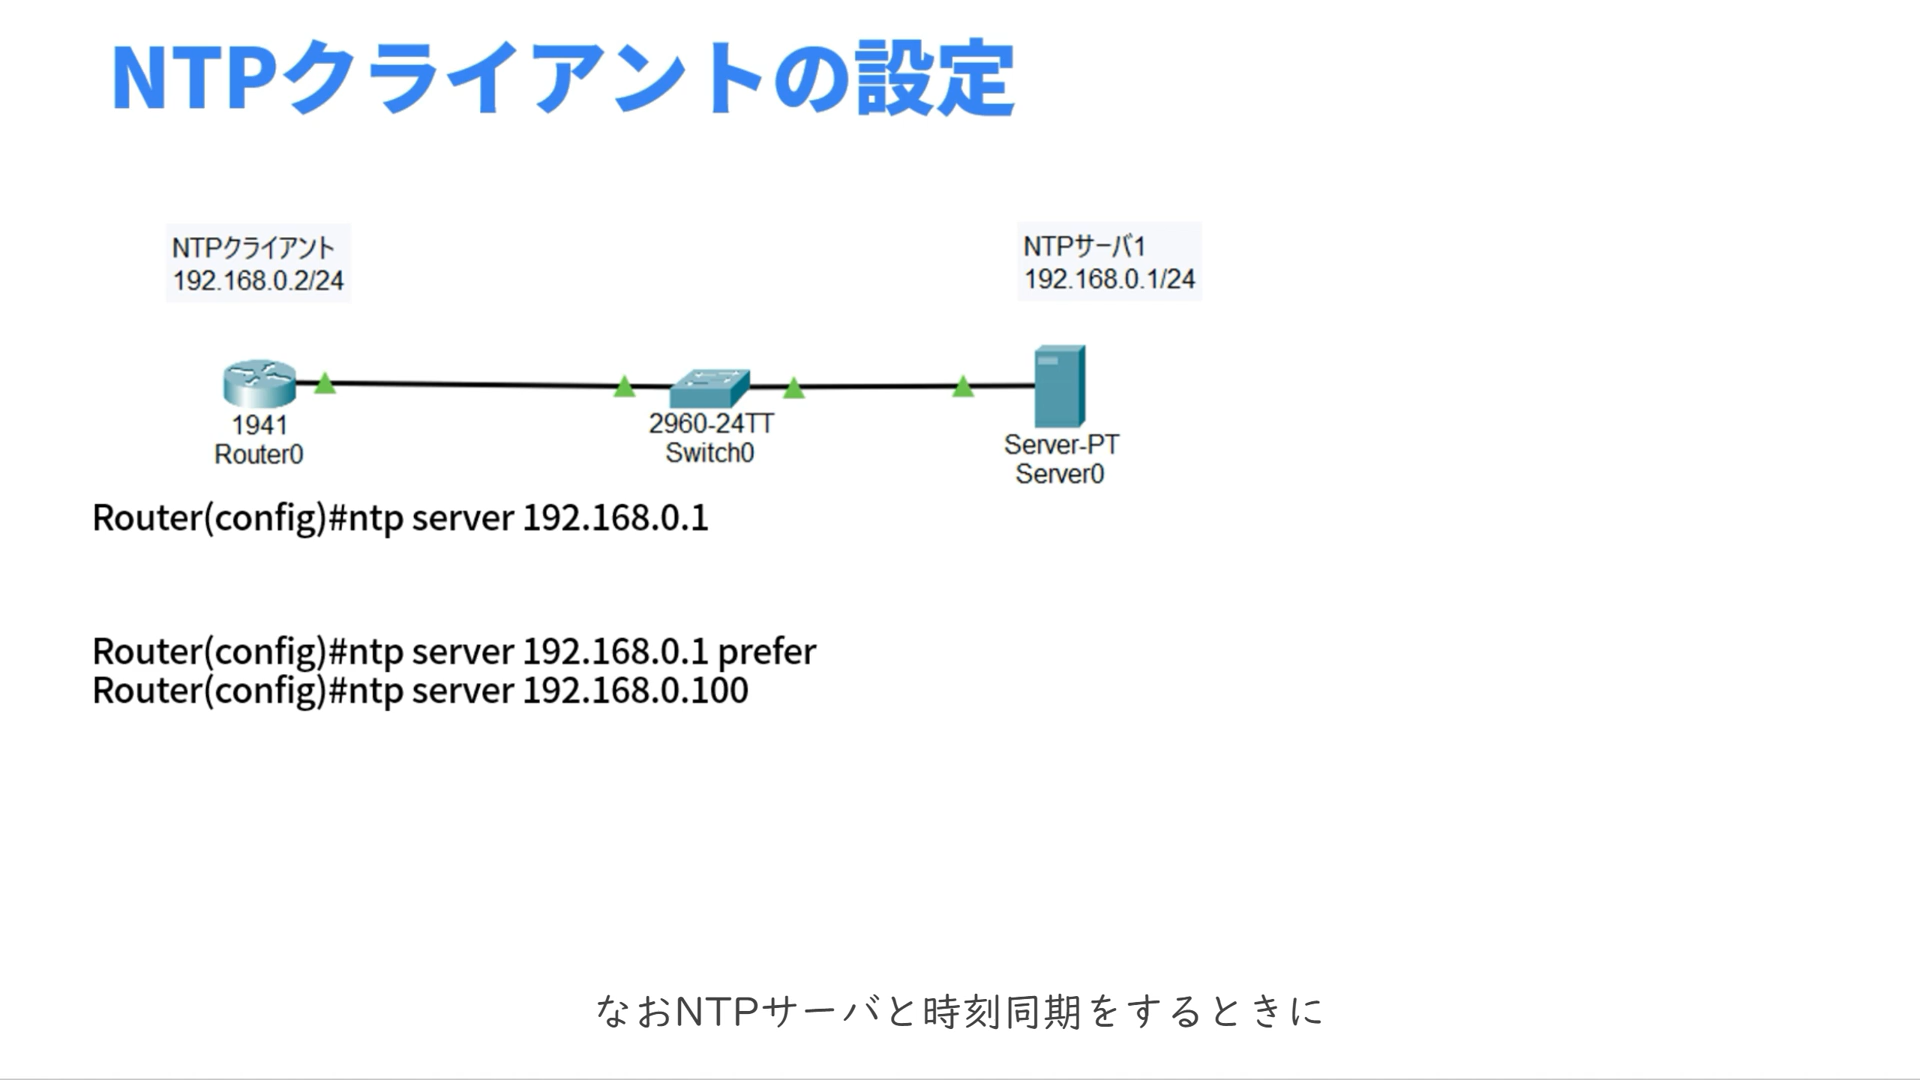 NTPクライアントの設定
NTPクライアント
192.168.0.2/24
NTPサーバ1
192.168.0.1/24
1941
Router0
2960-24TT
Switch0
Server-PT
Server0
Router(config)#ntp server 192.168.0.1
Router(config)#ntp server 192.168.0.1 prefer
Router(config)#ntp server 192.168.0.100
なおNTPサーバと時刻同期をするときに